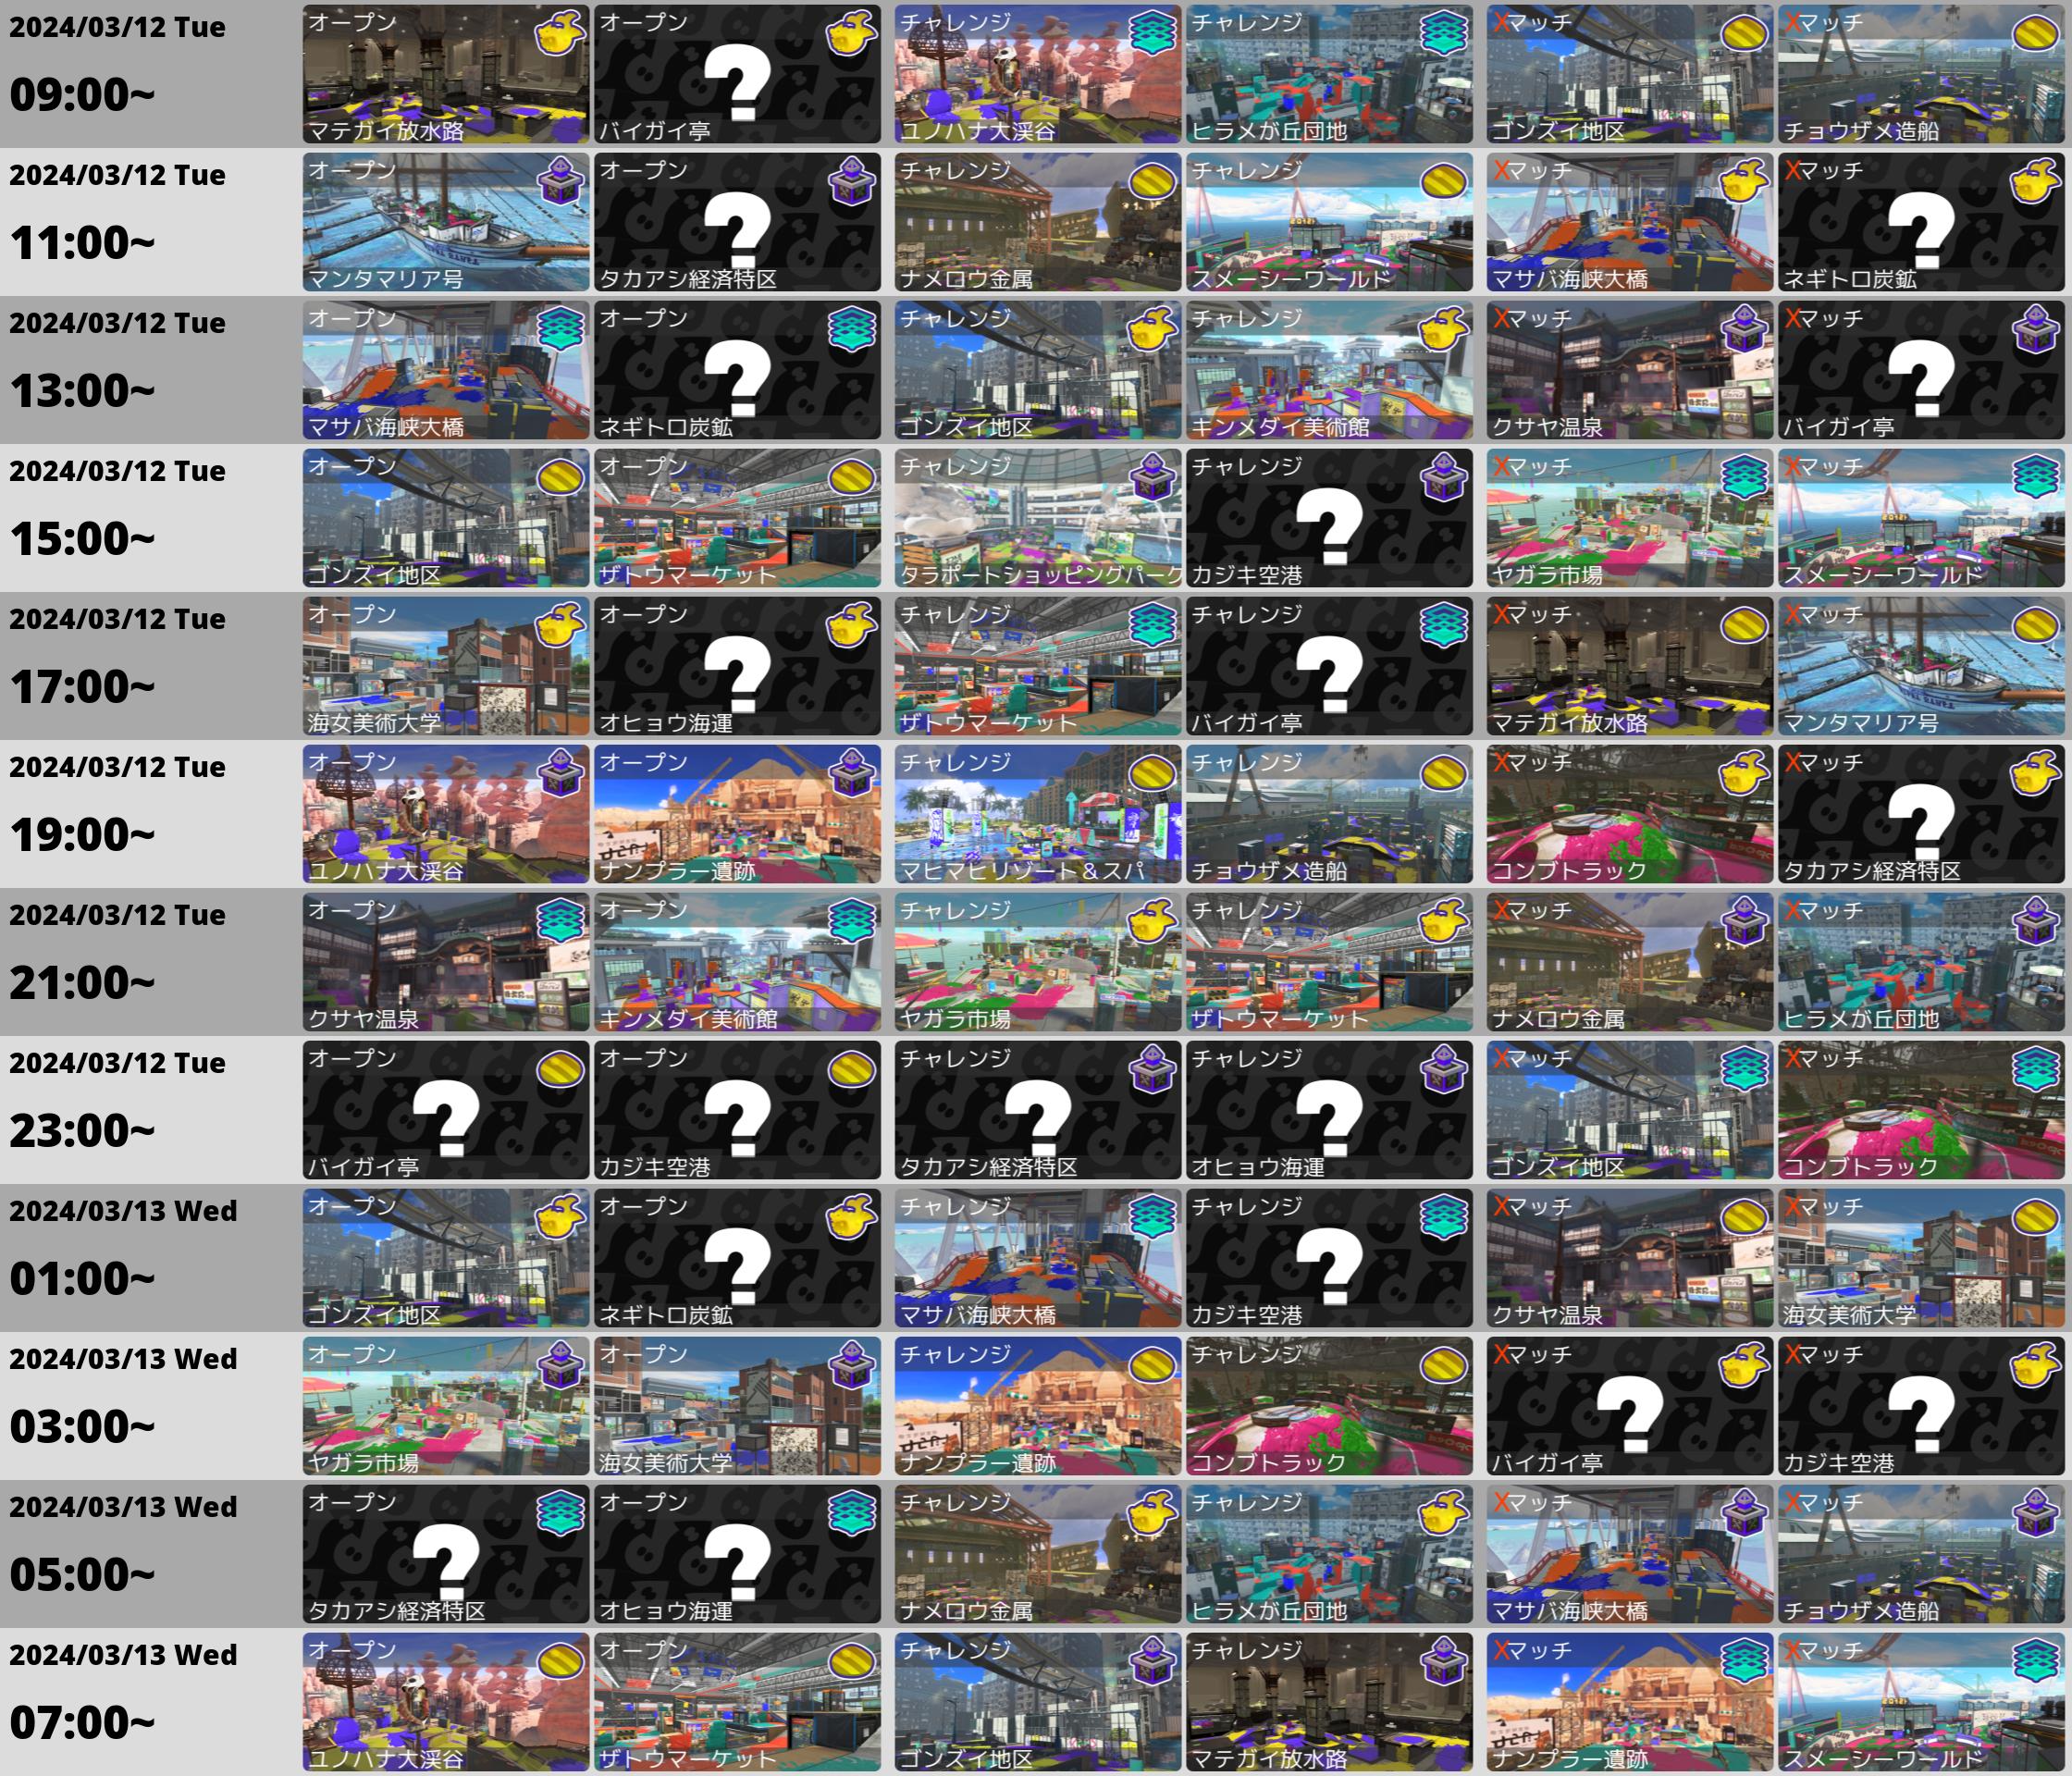 2024/03/12 Tue
09:00~
オープン
マテガイ放水路
オープン
バイガイ亭
チャレンジ
ユノハナ大渓谷
チャレンジ
ヒラメが丘団地
Xマッチ
ゴンズイ地区
Xマッチ
チョウザメ造船
2024/03/12 Tue
11:00~
オープン
マンタマリア号
オープン
タカアシ経済特区
チャレンジ
ナメロウ金属
チャレンジ
スメーシーワールド
Xマッチ
マサバ海峡大橋
Xマッチ
ネギトロ炭鉱
2024/03/12 Tue
13:00~
オープン
マサバ海峡大橋
オープン
ネギトロ炭鉱
チャレンジ
ゴンズイ地区
チャレンジ
キンメダイ美術館
Xマッチ
クサヤ温泉
Xマッチ
バイガイ亭
2024/03/12 Tue
15:00~
オープン
ゴンズイ地区
オープン
ザトウマーケット
チャレンジ
タラポートショッピングパーク
チャレンジ
カジキ空港
Xマッチ
ヤガラ市場
Xマッチ
スメーシーワールド
2024/03/12 Tue
17:00~
オープン
海女美術大学
オープン
オヒョウ海運
チャレンジ
ザトウマーケット
チャレンジ
バイガイ亭
Xマッチ
マテガイ放水路
Xマッチ
マンタマリア号
2024/03/12 Tue
19:00~
オープン
ユノハナ大渓谷
オープン
ナンプラー遺跡
チャレンジ
マヒマヒリゾート＆スパ
チャレンジ
チョウザメ造船
Xマッチ
コンブトラック
Xマッチ
タカアシ経済特区
2024/03/12 Tue
21:00~
オープン
クサヤ温泉
オープン
キンメダイ美術館
チャレンジ
ヤガラ市場
チャレンジ
ザトウマーケット
Xマッチ
ナメロウ金属
Xマッチ
ヒラメが丘団地
2024/03/12 Tue
23:00~
オープン
バイガイ亭
オープン
カジキ空港
チャレンジ
タカアシ経済特区
チャレンジ
オヒョウ海運
Xマッチ
ゴンズイ地区
Xマッチ
コンブトラック
2024/03/13 Wed
01:00~
オープン
ゴンズイ地区
オープン
ネギトロ炭鉱
チャレンジ
マサバ海峡大橋
チャレンジ
カジキ空港
Xマッチ
クサヤ温泉
Xマッチ
海女美術大学
2024/03/13 Wed
03:00~
オープン
ヤガラ市場
オープン
海女美術大学
チャレンジ
ナンプラー遺跡
チャレンジ
コンブトラック
Xマッチ
バイガイ亭
Xマッチ
カジキ空港
2024/03/13 Wed
05:00~
オープン
タカアシ経済特区
オープン
オヒョウ海運
チャレンジ
ナメロウ金属
チャレンジ
ヒラメが丘団地
Xマッチ
マサバ海峡大橋
Xマッチ
チョウザメ造船
2024/03/13 Wed
07:00~
オープン
ユノハナ大渓谷
オープン
ザトウマーケット
チャレンジ
ゴンズイ地区
チャレンジ
マテガイ放水路
Xマッチ
ナンプラー遺跡
Xマッチ
スメーシーワールド